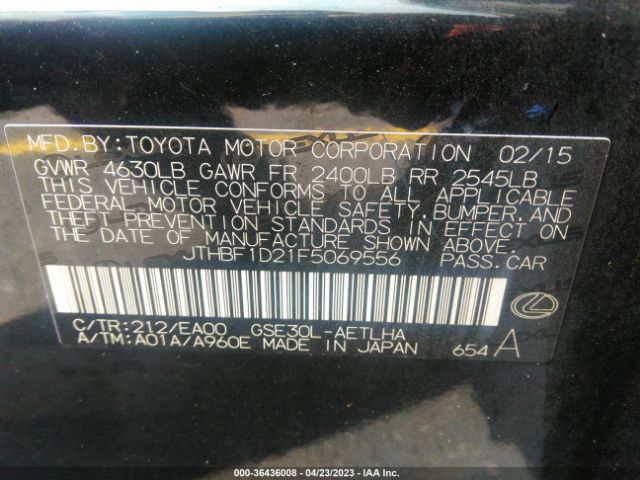 MFD.BY:TOYOTA MOTOR CORPORATION 02/15
GVWR 4630LB GAWR FR 2400LB RR 2545LB
THIS VEHICLE CONFORMS TO ALL APPLICABLE
FEDERAL MOTOR VEHICLE SAFETY,BUMPER,AND
THEFT PREVENTION STANDARDS IN EFFECT ON
THE DATE OF MANUFACTURE SHOWN ABOVE.
JTHBF1D21F5069556 PASS.CAR
C/TR:212/EA00 GSE30L-AETLHA
A/TM:A01A/A960E MADE IN JAPAN 654 A
000-36436008 - 04/23/2023 - IAA Inc.